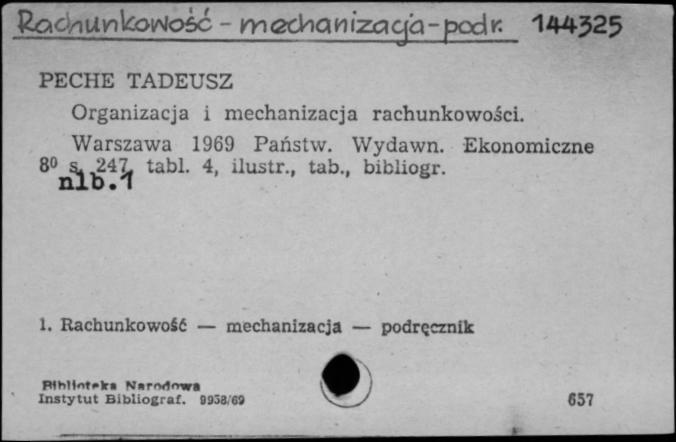 Rachunkowość - mechanizacja - podr. 144325
PECHE TADEUSZ
Organizacja i mechanizacja rachunkowości.
Warszawa 1969 Państw. Wydawn. Ekonomiczne
8⁰ s. 247, tabl. 4, ilustr., tab., bibliogr.
nlb. 1
1. Rachunkowość — mechanizacja — podręcznik
Biblioteka Narodowa
Instytut Bibliograf. 9958/69
657